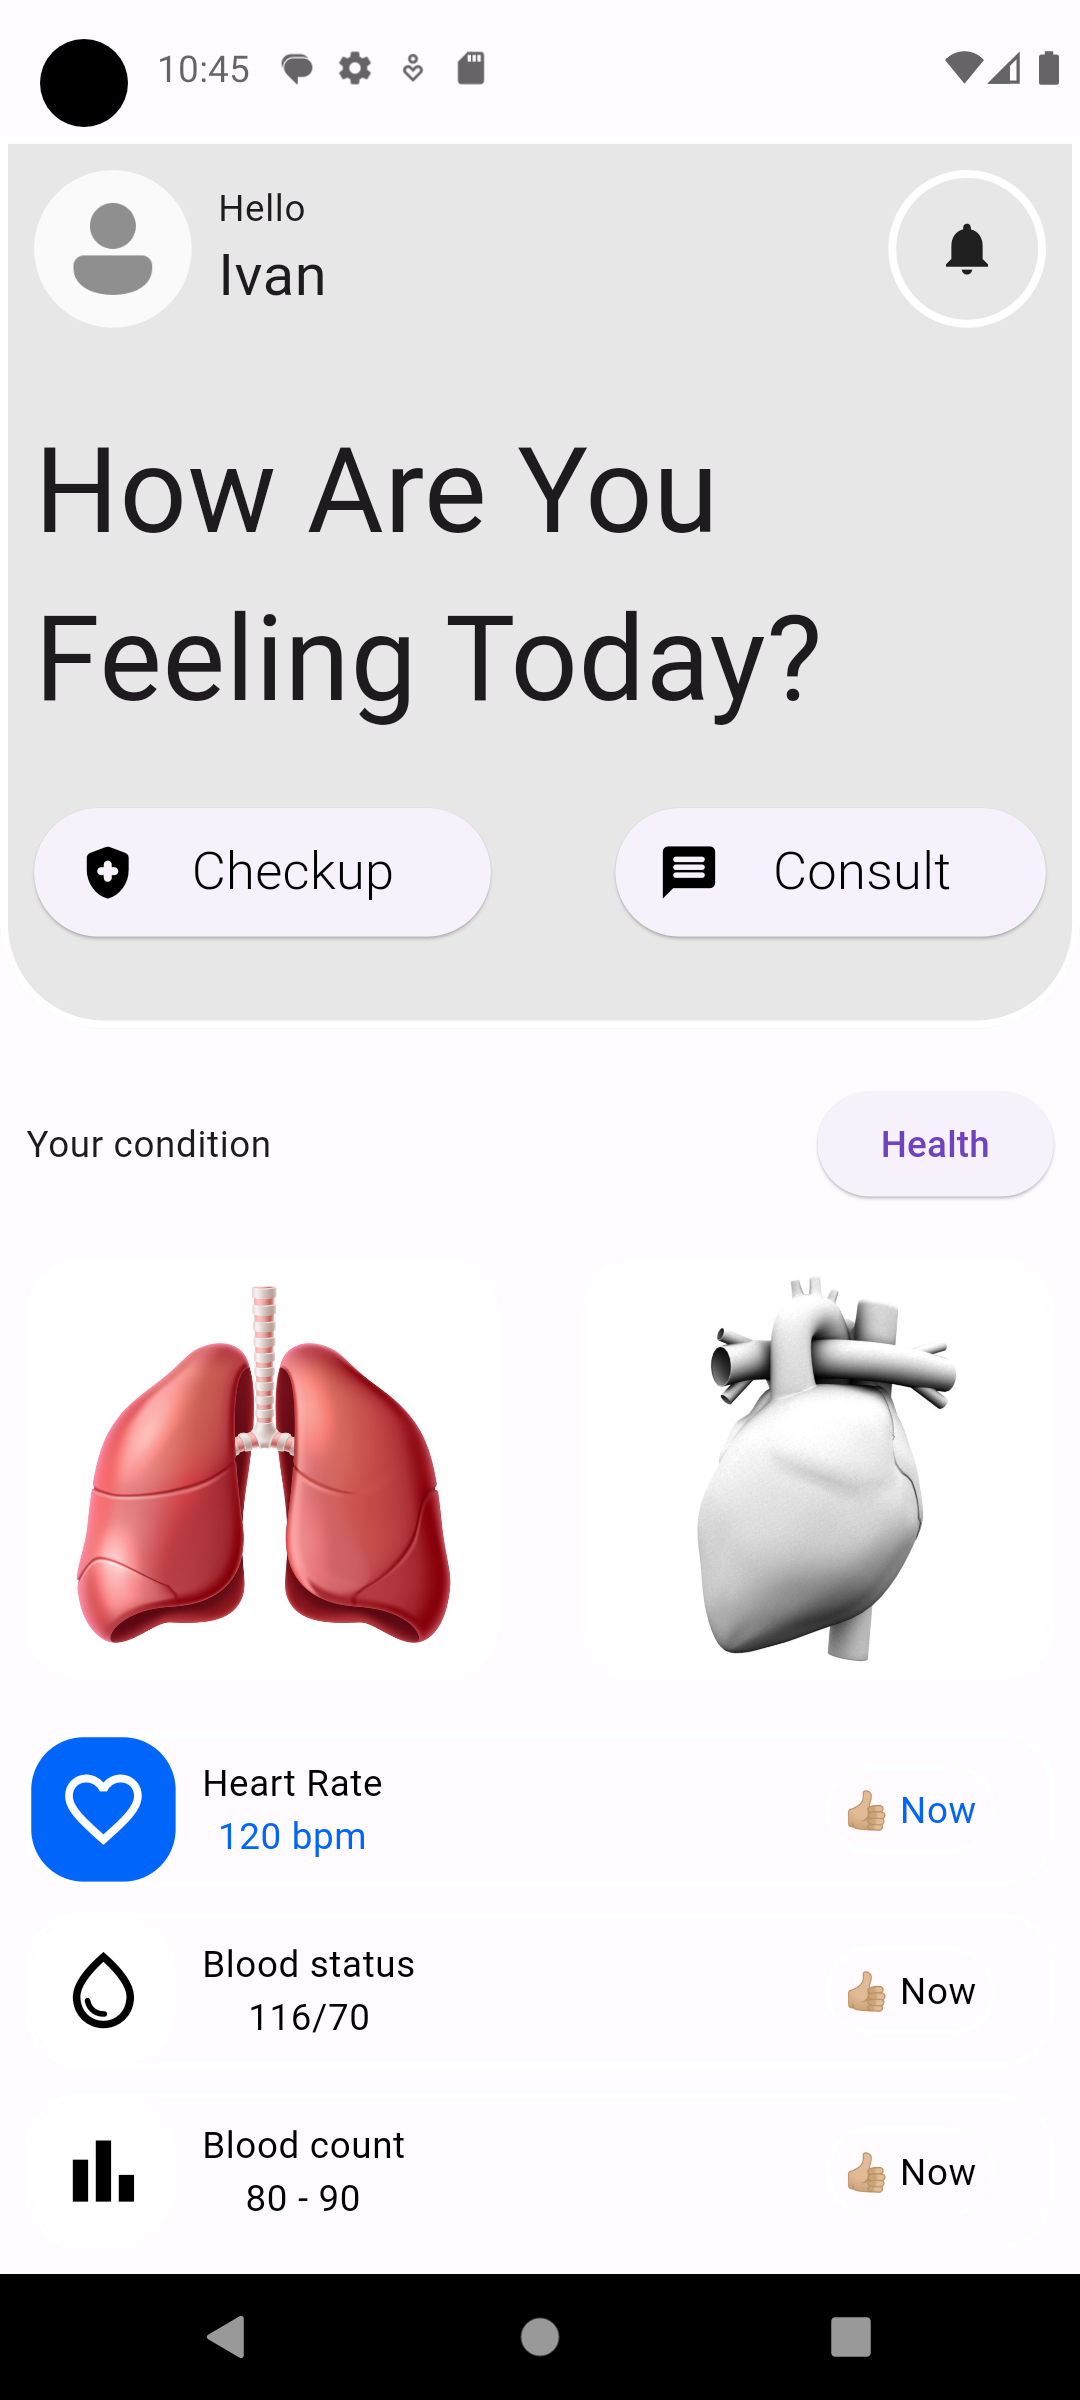 10:45
Hello
Ivan
How Are You
Feeling Today?
Checkup
Consult
Your condition
Health
Heart Rate
120 bpm
👍🏼 Now
Blood status
116/70
👍🏼 Now
Blood count
80 - 90
👍🏼 Now